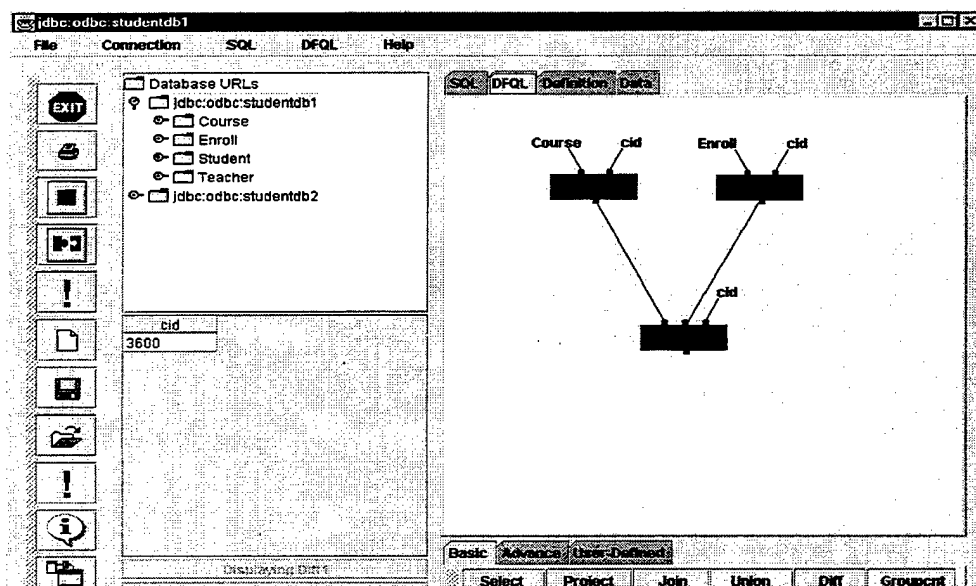 jdbc:odbc:studentdb1
File Connection SQL DFQL Help
EXIT
Database URLs
jdbc:odbc:studentdb1
Course
Enroll
Student
Teacher
jdbc:odbc:studentdb2
cid
3600
Displaying Diff1
SQL DFQL Definition Data
Course cid Enroll cid
cid
Basic Advance User-Defined
Select Project Join Union Diff Groupcnt